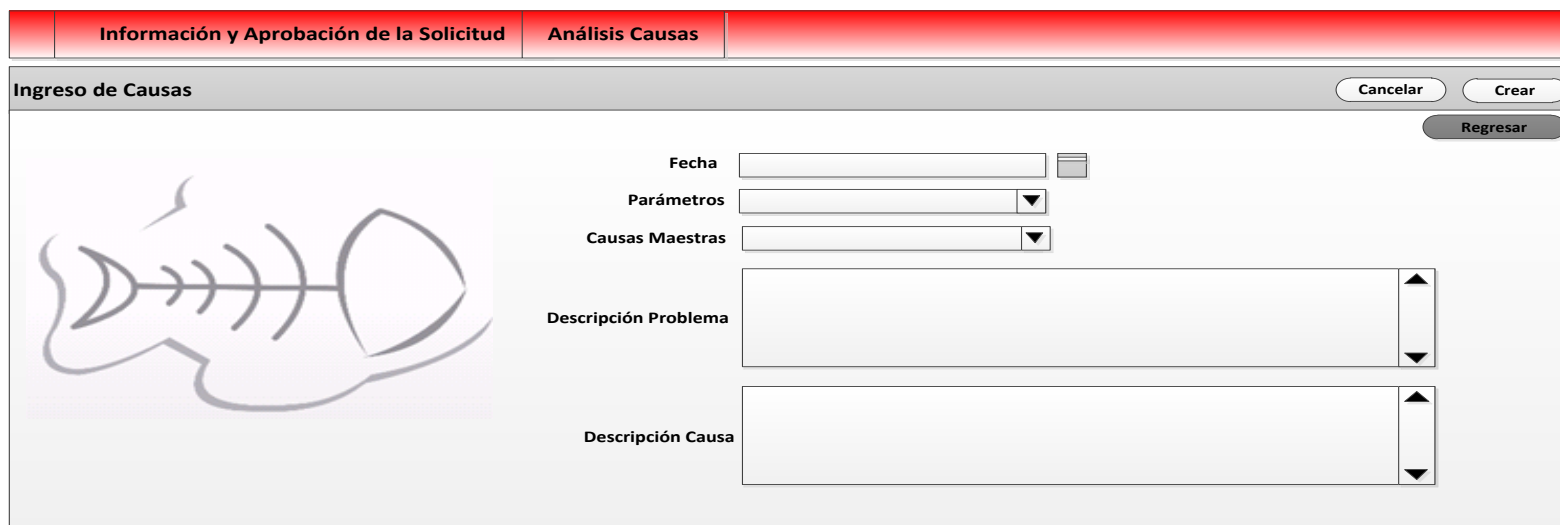 Información y Aprobación de la Solicitud
Análisis Causas
Ingreso de Causas
Cancelar
Crear
Regresar
Fecha
Parámetros
Causas Maestras
Descripción Problema
Descripción Causa